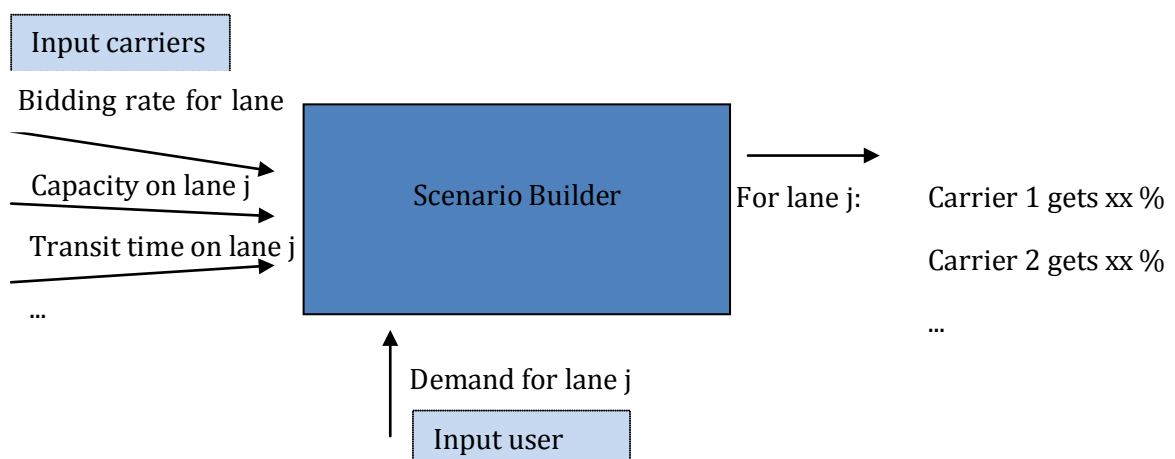 Input carriers
Bidding rate for lane
Capacity on lane j
Transit time on lane j
...
Scenario Builder
For lane j:
Carrier 1 gets xx %
Carrier 2 gets xx %
...
Demand for lane j
Input user